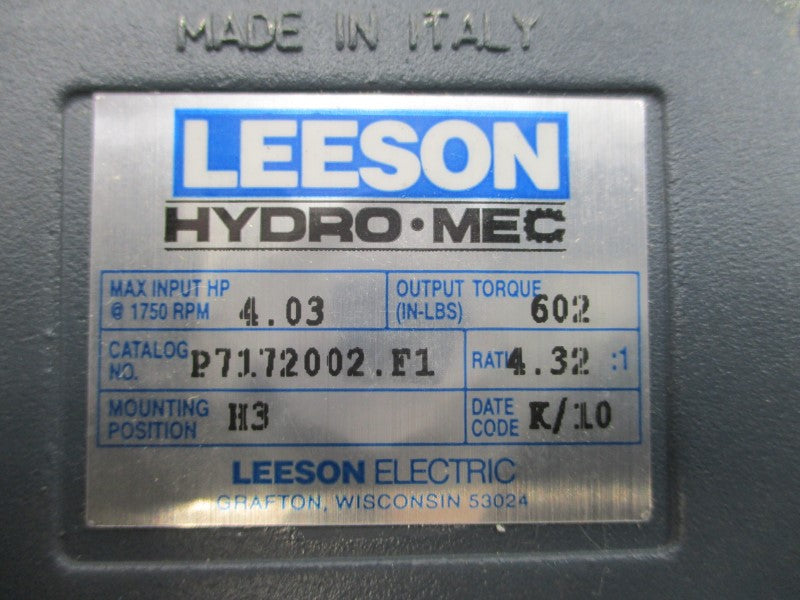 MADE IN ITALY
LEESON
HYDRO•MEC
MAX INPUT HP
@ 1750 RPM 4.03
OUTPUT TORQUE
(IN-LBS) 602
CATALOG
NO. P7172002.F1
RATI 4.32 :1
MOUNTING
POSITION H3
DATE
CODE K/10
LEESON ELECTRIC
GRAFTON, WISCONSIN 53024